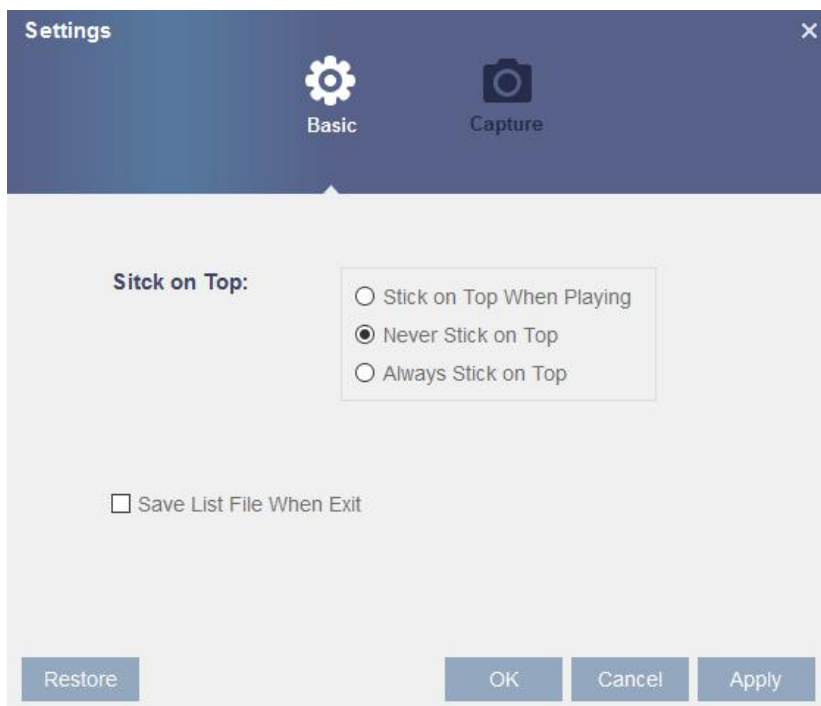 Settings
Basic
Capture
Sitck on Top:
Stick on Top When Playing
Never Stick on Top
Always Stick on Top
Save List File When Exit
Restore
OK
Cancel
Apply